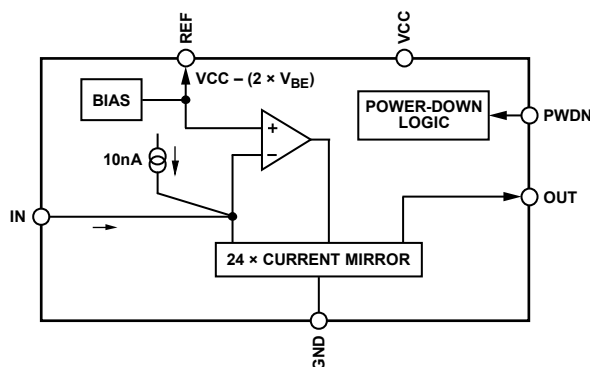 REF
VCC
VCC – (2 × VBE)
BIAS
POWER-DOWN
LOGIC
PWDN
+
–
10nA
OUT
IN
24 × CURRENT MIRROR
GND